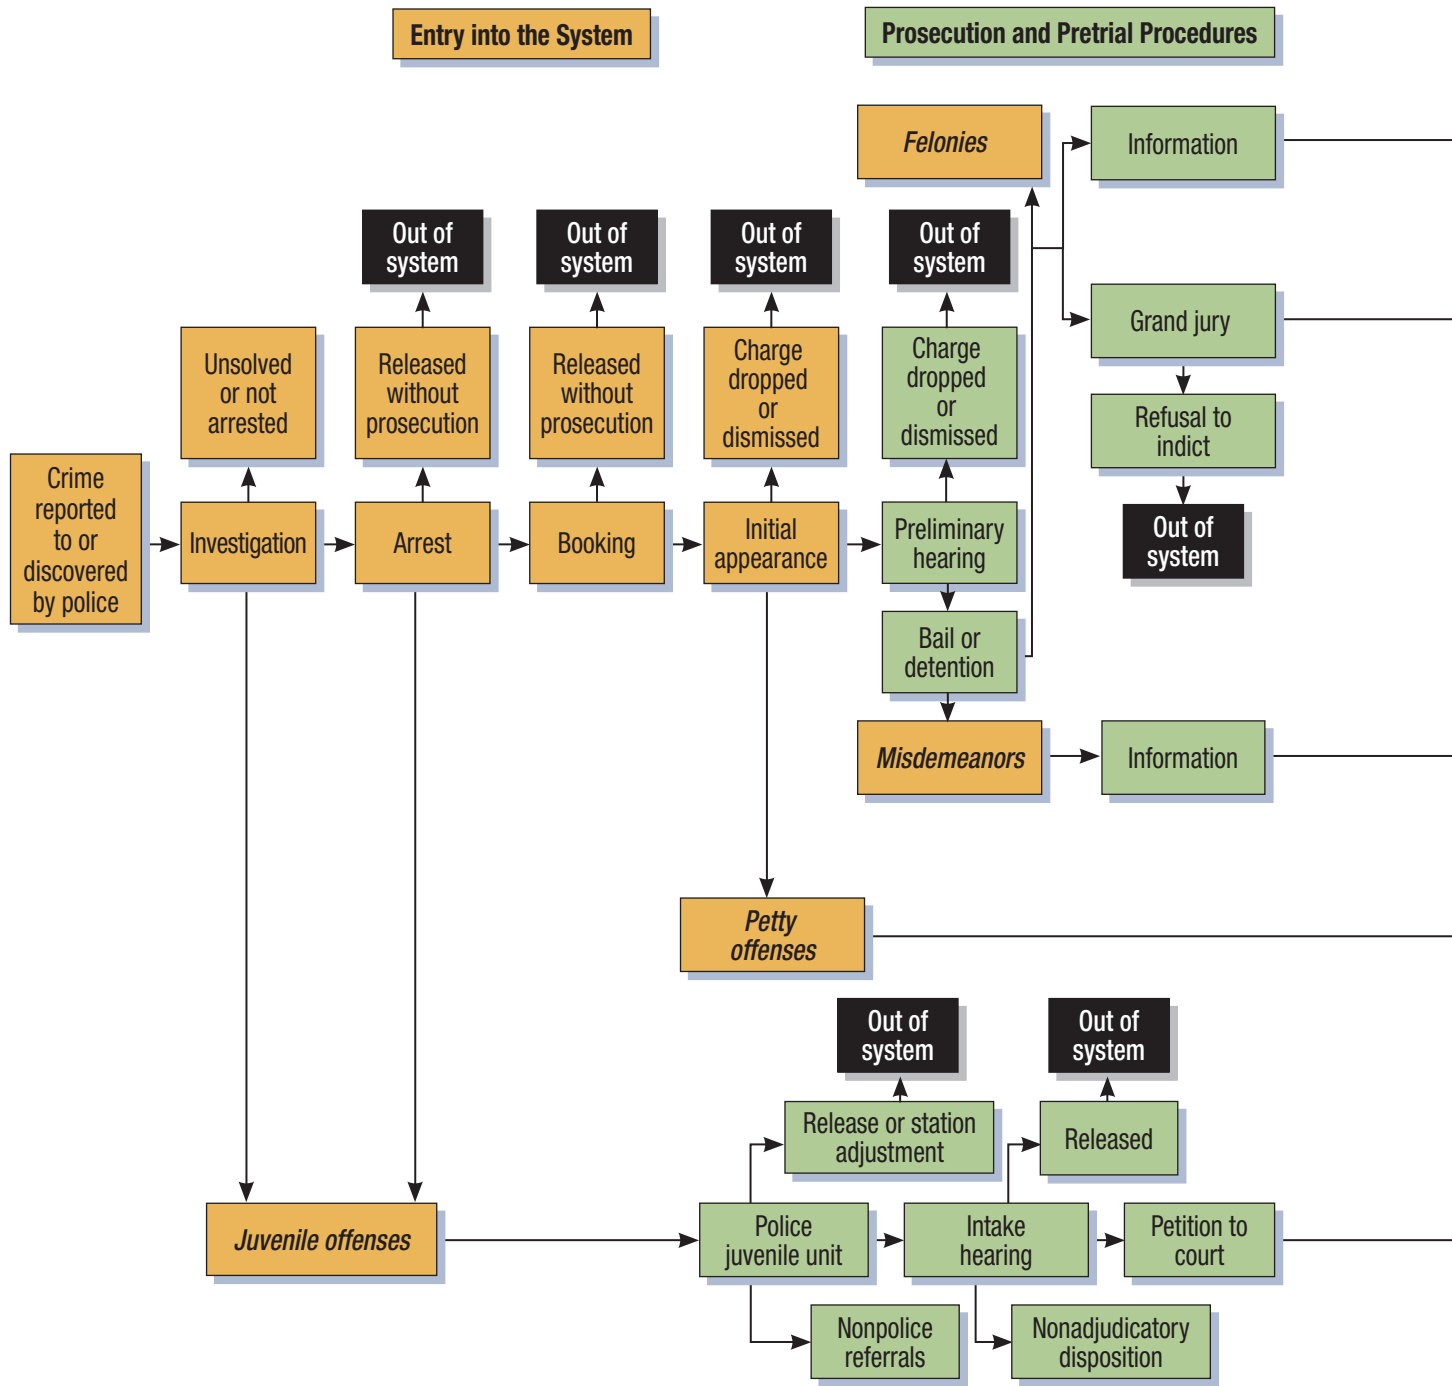 Entry into the System
Prosecution and Pretrial Procedures
Felonies
Information
Out of
system
Out of
system
Out of
system
Out of
system
Grand jury
Unsolved
or not
arrested
Released
without
prosecution
Released
without
prosecution
Charge
dropped
or
dismissed
Charge
dropped
or
dismissed
Refusal to
indict
Out of
system
Crime
reported
to or
discovered
by police
Investigation
Arrest
Booking
Initial
appearance
Preliminary
hearing
Bail or
detention
Misdemeanors
Information
Petty
offenses
Out of
system
Out of
system
Release or station
adjustment
Released
Juvenile offenses
Police
juvenile unit
Intake
hearing
Petition to
court
Nonpolice
referrals
Nonadjudicatory
disposition